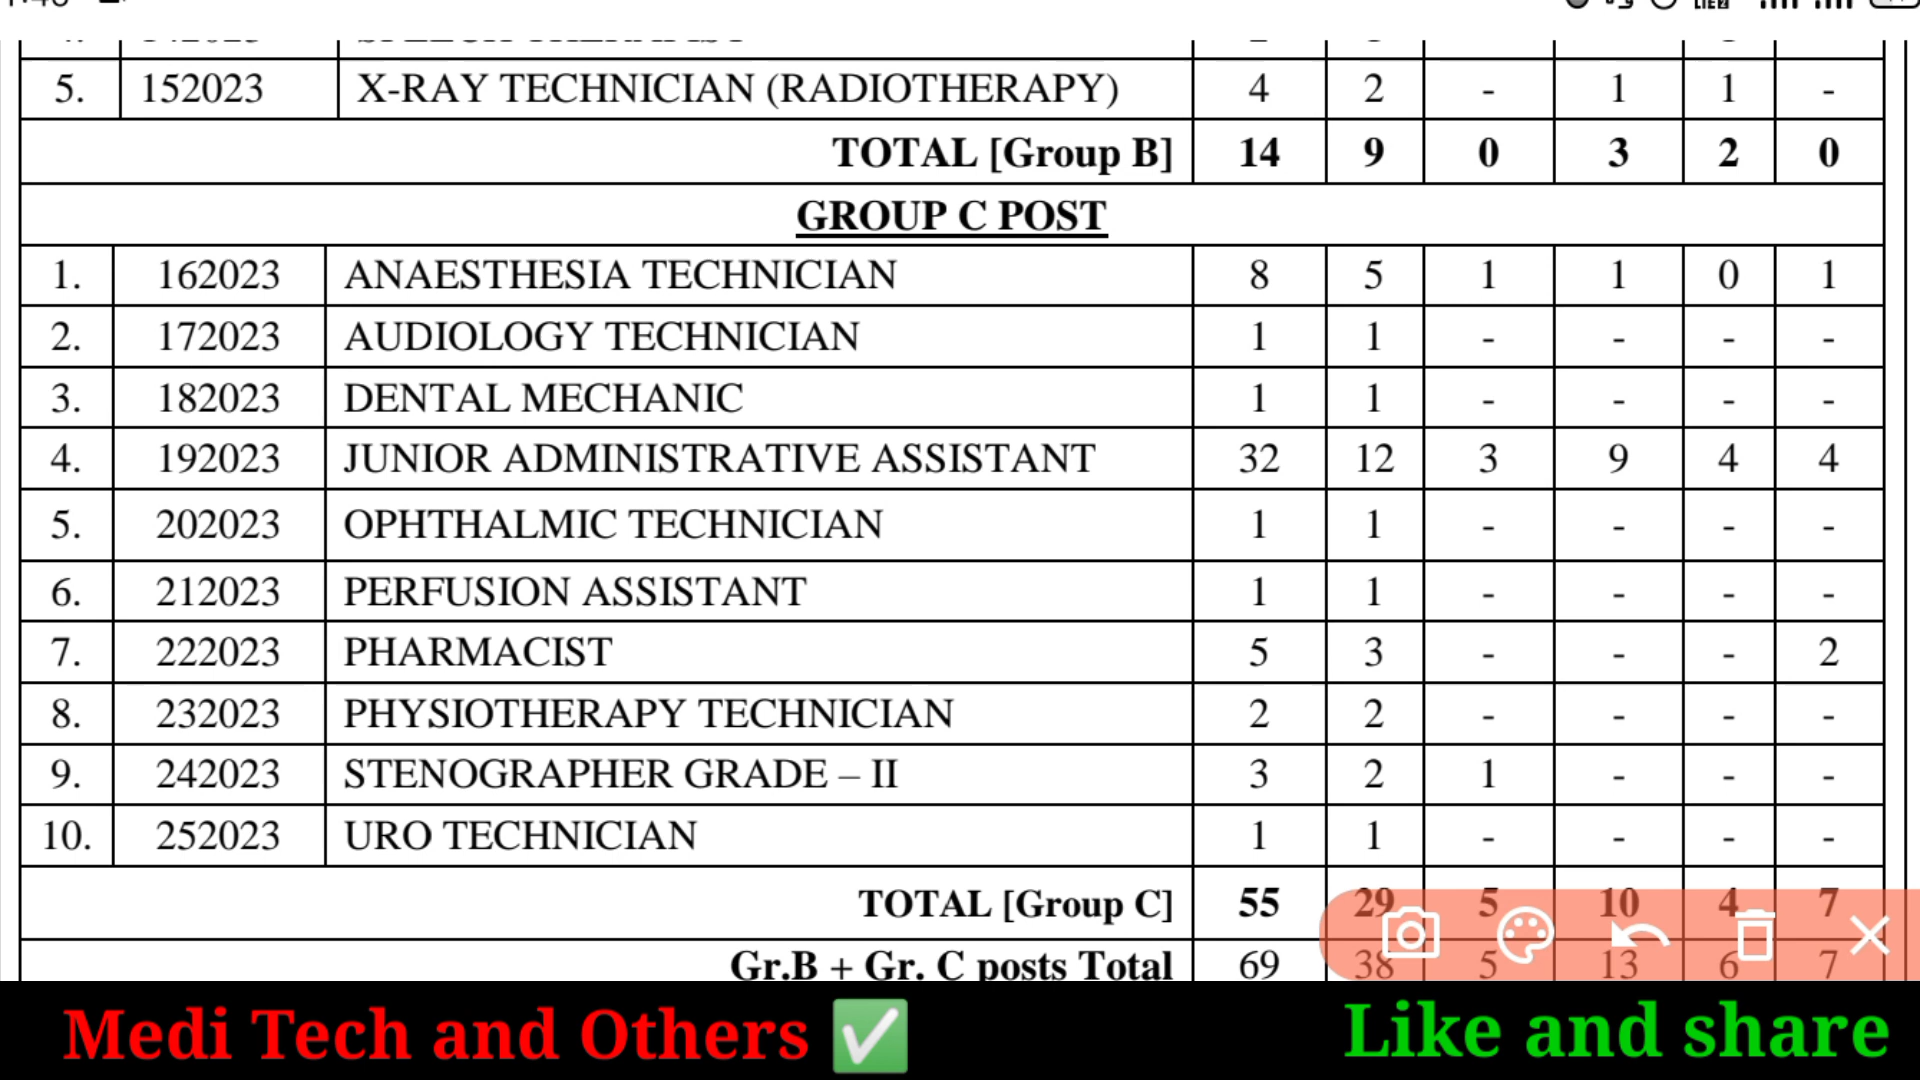 5. 152023 X-RAY TECHNICIAN (RADIOTHERAPY) 4 2 - 1 1 -
TOTAL [Group B] 14 9 0 3 2 0
GROUP C POST
1. 162023 ANAESTHESIA TECHNICIAN 8 5 1 1 0 1
2. 172023 AUDIOLOGY TECHNICIAN 1 1 - - - -
3. 182023 DENTAL MECHANIC 1 1 - - - -
4. 192023 JUNIOR ADMINISTRATIVE ASSISTANT 32 12 3 9 4 4
5. 202023 OPHTHALMIC TECHNICIAN 1 1 - - - -
6. 212023 PERFUSION ASSISTANT 1 1 - - - -
7. 222023 PHARMACIST 5 3 - - - 2
8. 232023 PHYSIOTHERAPY TECHNICIAN 2 2 - - - -
9. 242023 STENOGRAPHER GRADE – II 3 2 1 - - -
10. 252023 URO TECHNICIAN 1 1 - - - -
TOTAL [Group C] 55 29 5 10 4 7
Gr.B + Gr. C posts Total 69 38 5 13 6 7
Medi Tech and Others ✅ Like and share